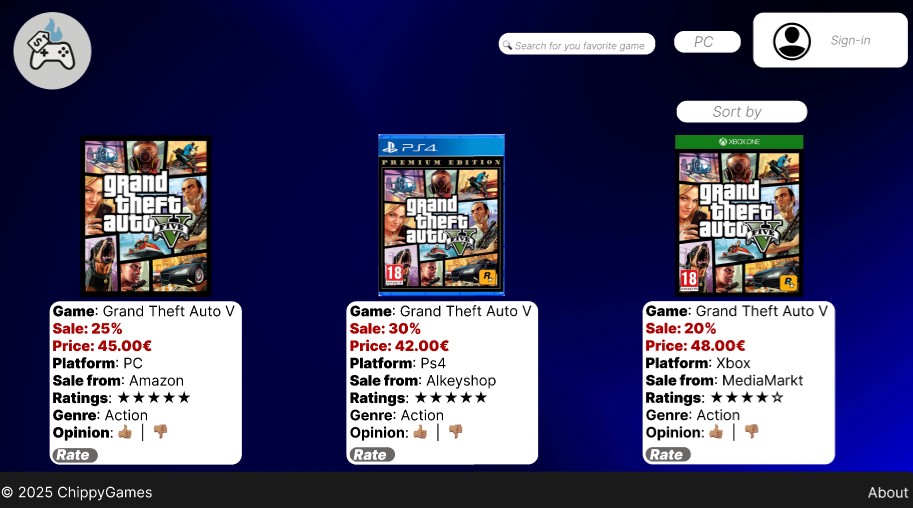 $
Search for you favorite game
PC
Sign-in
Sort by
grand
theft
auto
V
FIVE
PS4
PREMIUM EDITION
grand
theft
auto
V
FIVE
18
R
XBOX ONE
grand
theft
auto
V
FIVE
18
R
Game: Grand Theft Auto V
Sale: 25%
Price: 45.00€
Platform: PC
Sale from: Amazon
Ratings: ★★★★★
Genre: Action
Opinion: 👍🏽 | 👎🏽
Rate
Game: Grand Theft Auto V
Sale: 30%
Price: 42.00€
Platform: Ps4
Sale from: Alkeyshop
Ratings: ★★★★★
Genre: Action
Opinion: 👍🏽 | 👎🏽
Rate
Game: Grand Theft Auto V
Sale: 20%
Price: 48.00€
Platform: Xbox
Sale from: MediaMarkt
Ratings: ★★★★☆
Genre: Action
Opinion: 👍🏽 | 👎🏽
Rate
© 2025 ChippyGames
About